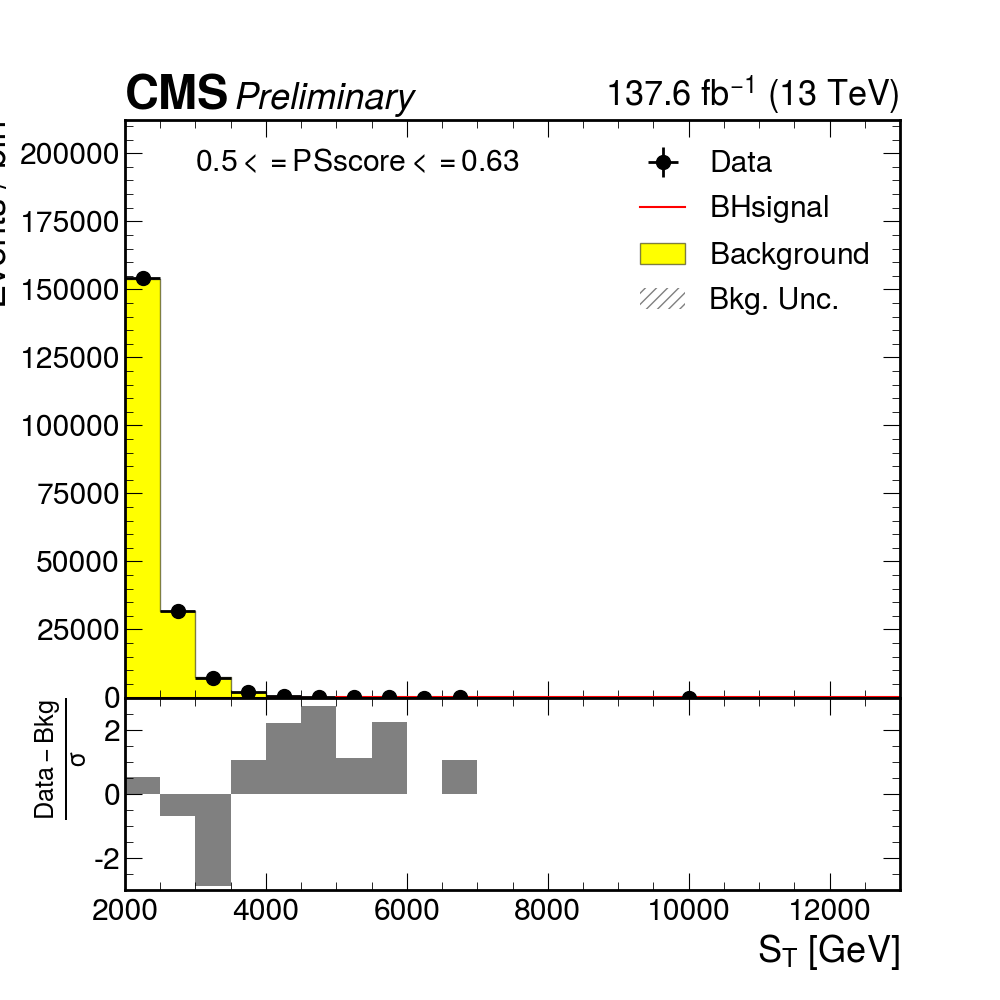 CMS Preliminary 137.6 fb⁻¹ (13 TeV)
0.5 < = PSscore < = 0.63
Data
BHsignal
Background
Bkg. Unc.
200000
175000
150000
125000
100000
75000
50000
25000
0
Data − Bkg
σ
2
0
-2
2000 4000 6000 8000 10000 12000
S_T [GeV]